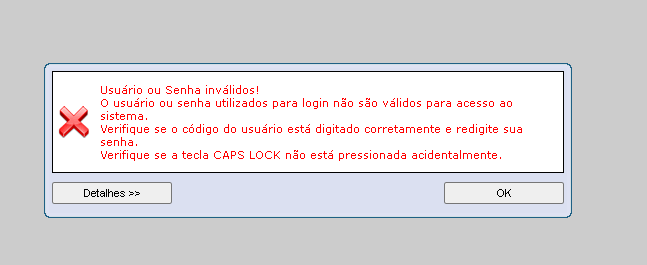 Usuário ou Senha inválidos!
O usuário ou senha utilizados para login não são válidos para acesso ao
sistema.
Verifique se o código do usuário está digitado corretamente e redigite sua
senha.
Verifique se a tecla CAPS LOCK não está pressionada acidentalmente.
Detalhes >>
OK